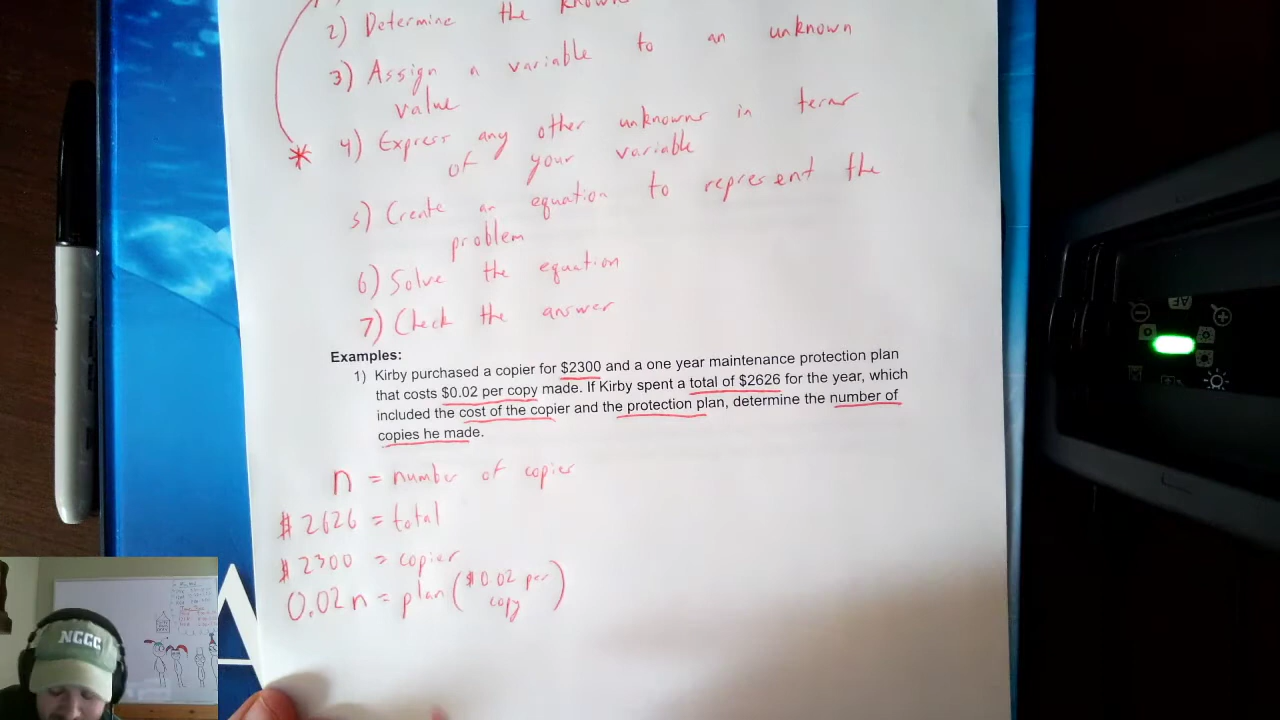 2) Determine the known
3) Assign a variable to an unknown
value
* 4) Express any other unknowns in terms
of your variable
5) Create an equation to represent the
problem
6) Solve the equation
7) Check the answer
Examples:
1) Kirby purchased a copier for $2300 and a one year maintenance protection plan
that costs $0.02 per copy made. If Kirby spent a total of $2626 for the year, which
included the cost of the copier and the protection plan, determine the number of
copies he made.
n = number of copies
$2626 = total
$2300 = copier
0.02n = plan ($0.02 per
copy)
A
AF
NGCC